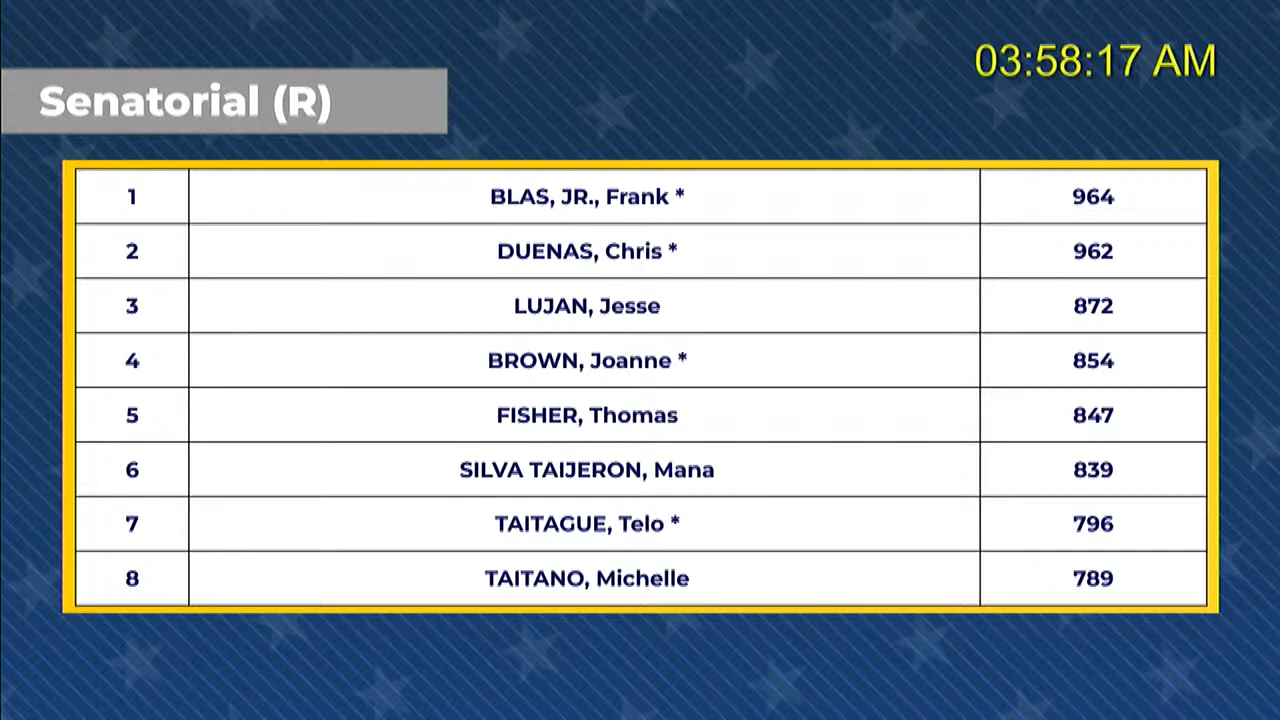 03:58:17 AM
Senatorial (R)
1 BLAS, JR., Frank * 964
2 DUENAS, Chris * 962
3 LUJAN, Jesse 872
4 BROWN, Joanne * 854
5 FISHER, Thomas 847
6 SILVA TAIJERON, Mana 839
7 TAITAGUE, Telo * 796
8 TAITANO, Michelle 789